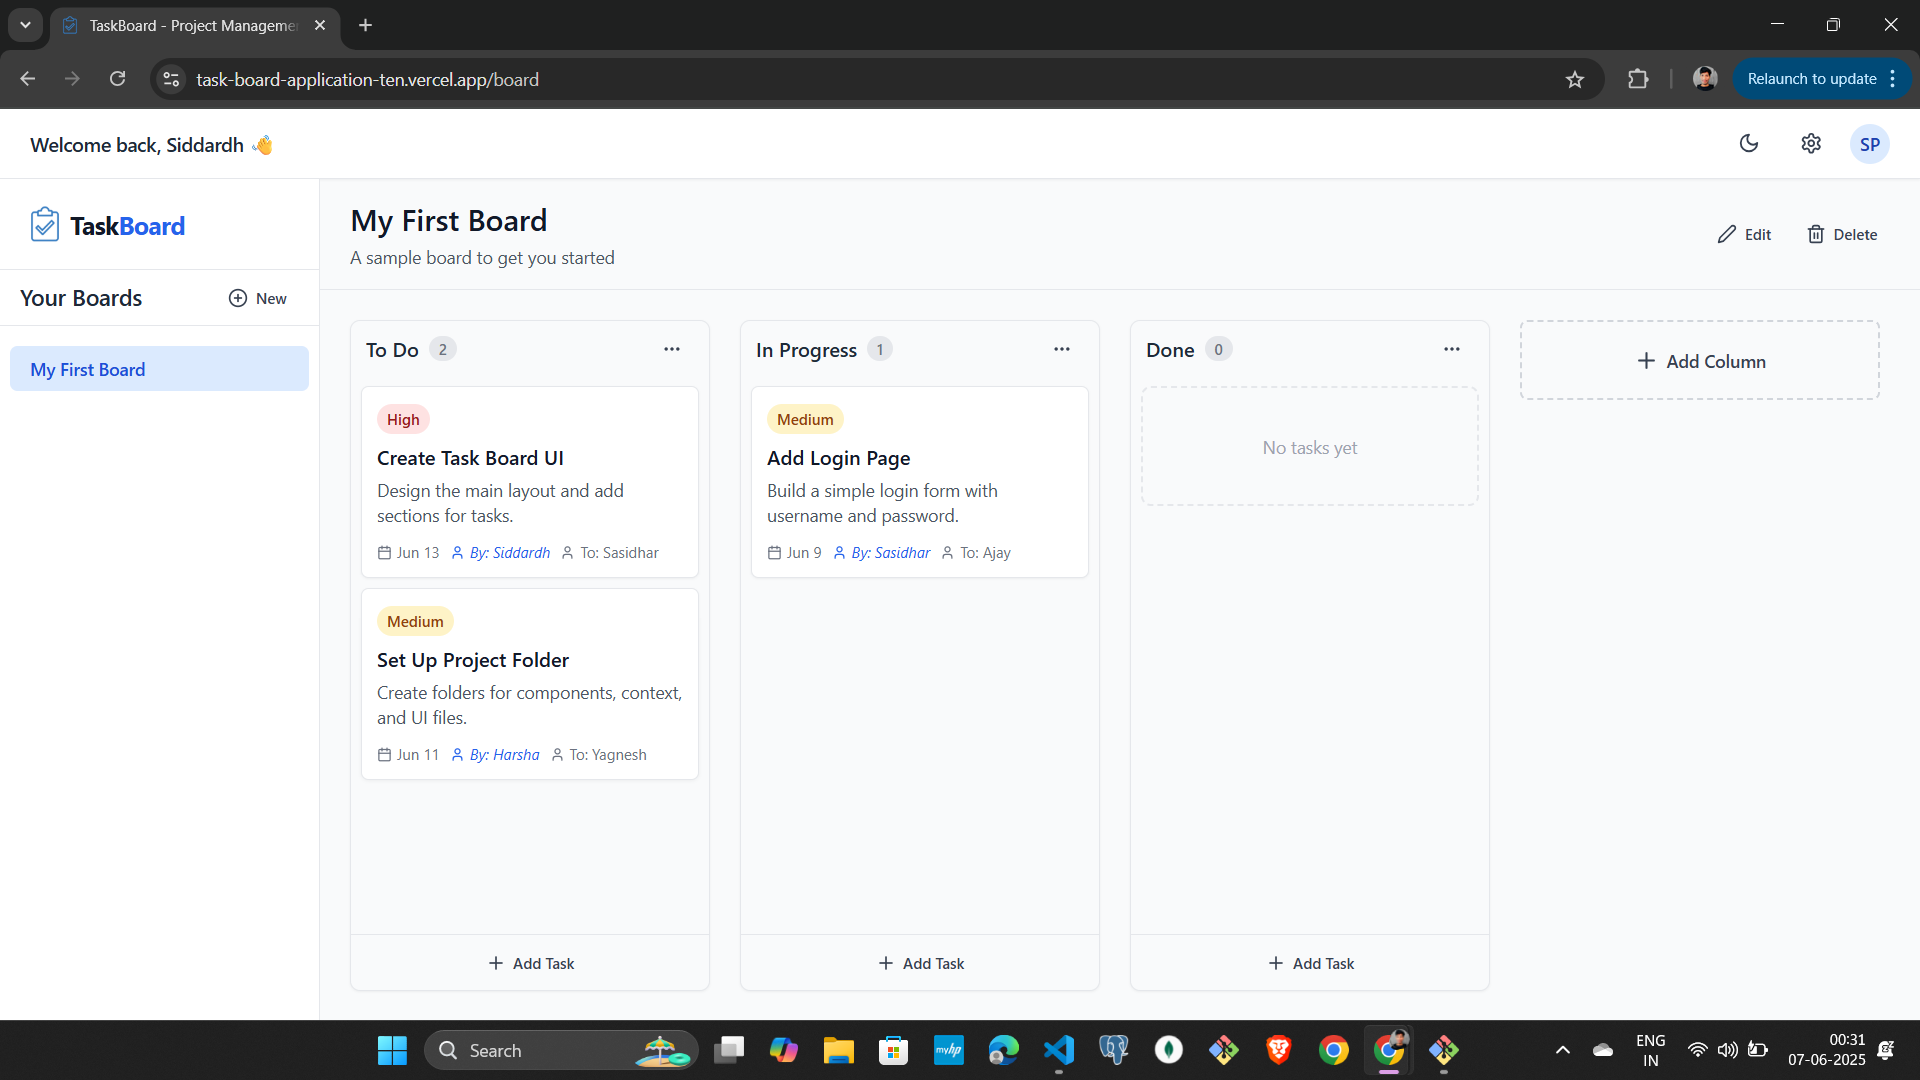 TaskBoard - Project Manageme
task-board-application-ten.vercel.app/board
Relaunch to update
Welcome back, Siddardh 👋
SP
TaskBoard
Your Boards
New
My First Board
My First Board
A sample board to get you started
Edit
Delete
To Do 2
High
Create Task Board UI
Design the main layout and add
sections for tasks.
Jun 13 By: Siddardh To: Sasidhar
Medium
Set Up Project Folder
Create folders for components, context,
and UI files.
Jun 11 By: Harsha To: Yagnesh
+ Add Task
In Progress 1
Medium
Add Login Page
Build a simple login form with
username and password.
Jun 9 By: Sasidhar To: Ajay
+ Add Task
Done 0
No tasks yet
+ Add Task
+ Add Column
Search
myhp
ENG
IN
00:31
07-06-2025